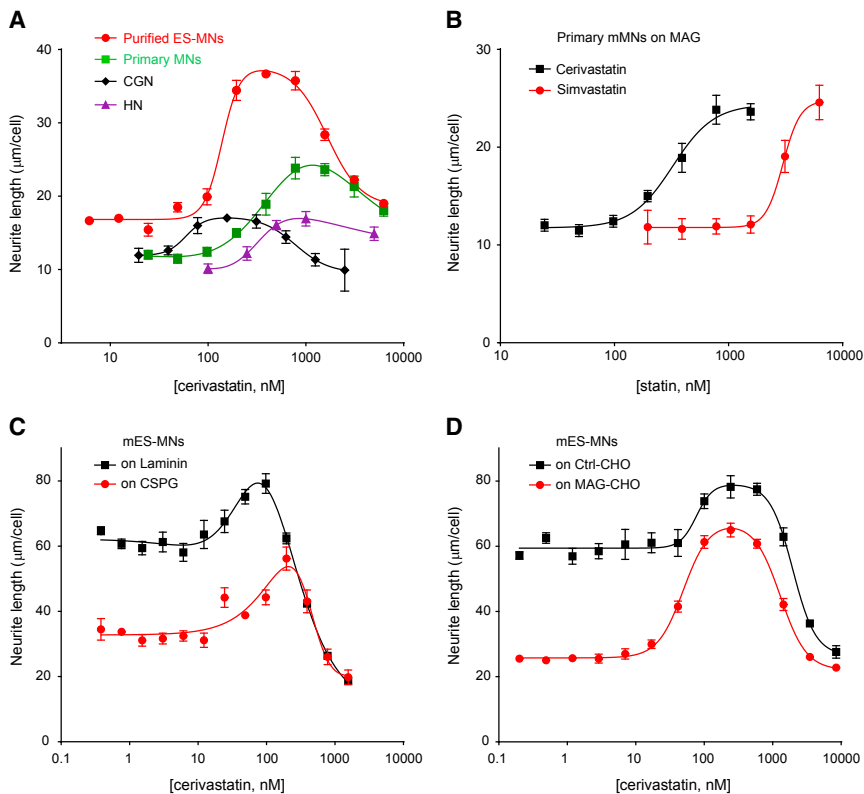 A
Purified ES-MNs
Primary MNs
CGN
HN
40
30
20
10
0
Neurite length (μm/cell)
10
100
1000
10000
[cerivastatin, nM]
B
Primary mMNs on MAG
Cerivastatin
Simvastatin
30
20
10
0
Neurite length (μm/cell)
10
100
1000
10000
[statin, nM]
C
mES-MNs
on Laminin
on CSPG
80
60
40
20
0
Neurite length (μm/cell)
0.1
1
10
100
1000
10000
[cerivastatin, nM]
D
mES-MNs
on Ctrl-CHO
on MAG-CHO
80
60
40
20
0
Neurite length (μm/cell)
0.1
1
10
100
1000
10000
[cerivastatin, nM]